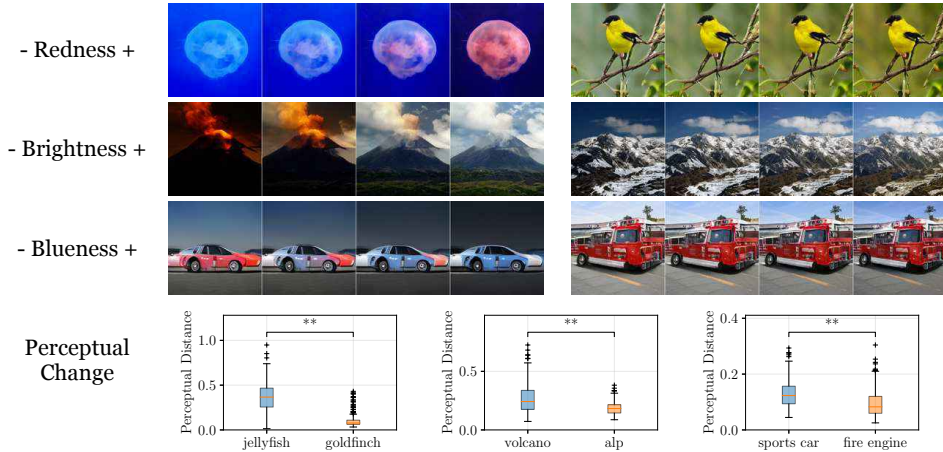 - Redness +
- Brightness +
- Blueness +
Perceptual
Change
Perceptual Distance
1.0
0.5
0.0
**
jellyfish
goldfinch
Perceptual Distance
0.5
0.0
**
volcano
alp
Perceptual Distance
0.4
0.2
0.0
**
sports car
fire engine